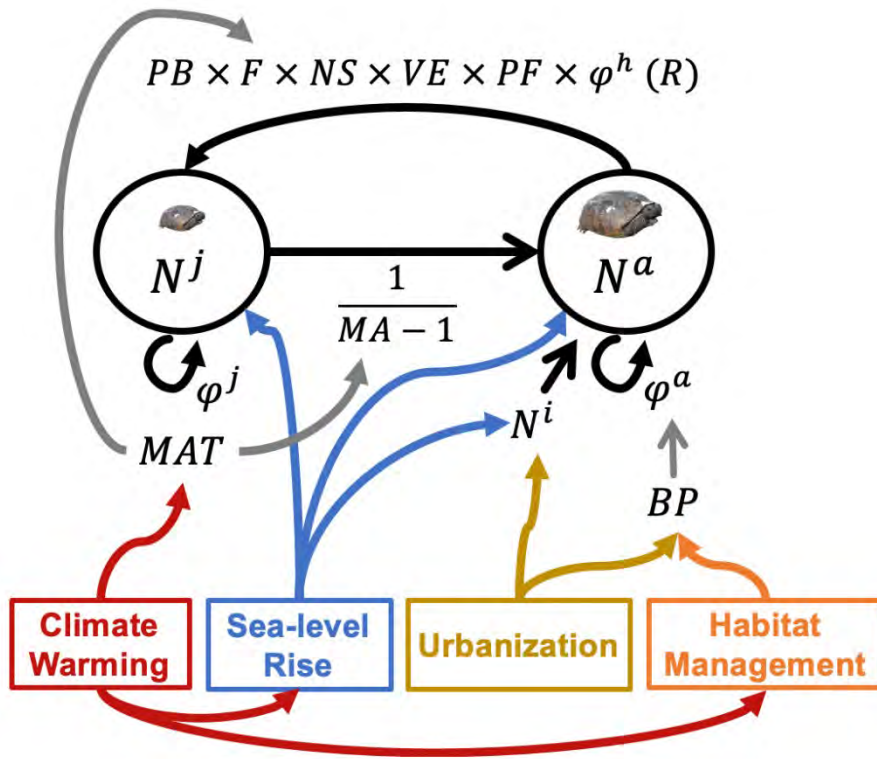 PB × F × NS × VE × PF × φ^h (R)
N^j
N^a
1
MA − 1
φ^j
φ^a
N^i
MAT
BP
Climate
Warming
Sea-level
Rise
Urbanization
Habitat
Management